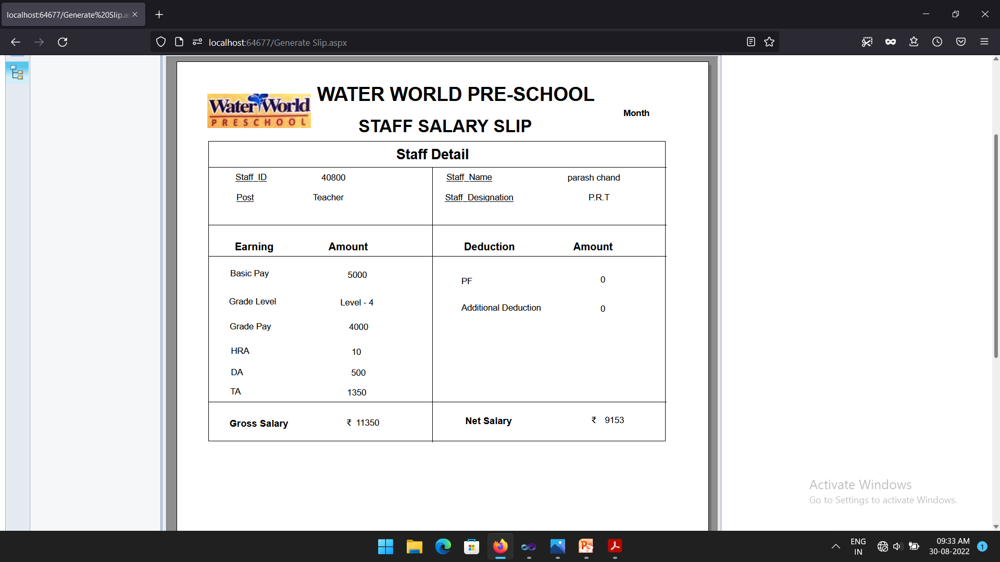 localhost:64677/Generate%20Slip.as
localhost:64677/Generate Slip.aspx
Water World
PRESCHOOL
WATER WORLD PRE-SCHOOL
Month
STAFF SALARY SLIP
Staff Detail
Staff_ID 40800 Staff_Name parash chand
Post Teacher Staff_Designation P.R.T
Earning Amount Deduction Amount
Basic Pay 5000
PF 0
Grade Level Level - 4
Additional Deduction 0
Grade Pay 4000
HRA 10
DA 500
TA 1350
Gross Salary ₹ 11350 Net Salary ₹ 9153
Activate Windows
Go to Settings to activate Windows.
ENG
IN
09:33 AM
30-08-2022
1